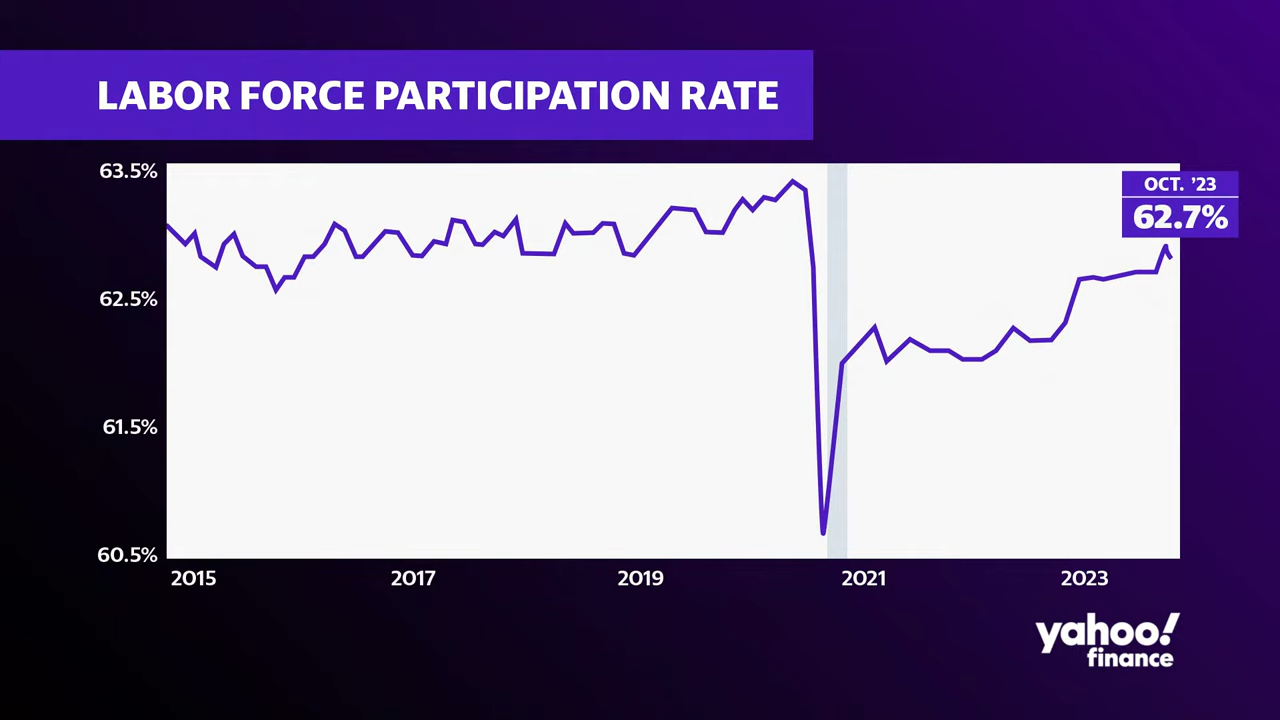 LABOR FORCE PARTICIPATION RATE
63.5%
OCT. ’23
62.7%
62.5%
61.5%
60.5%
2015 2017 2019 2021 2023
yahoo!
finance